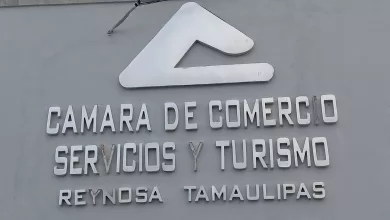 CAMARA DE COMERCIO
SERVICIOS Y TURISMO
REYNOSA TAMAULIPAS